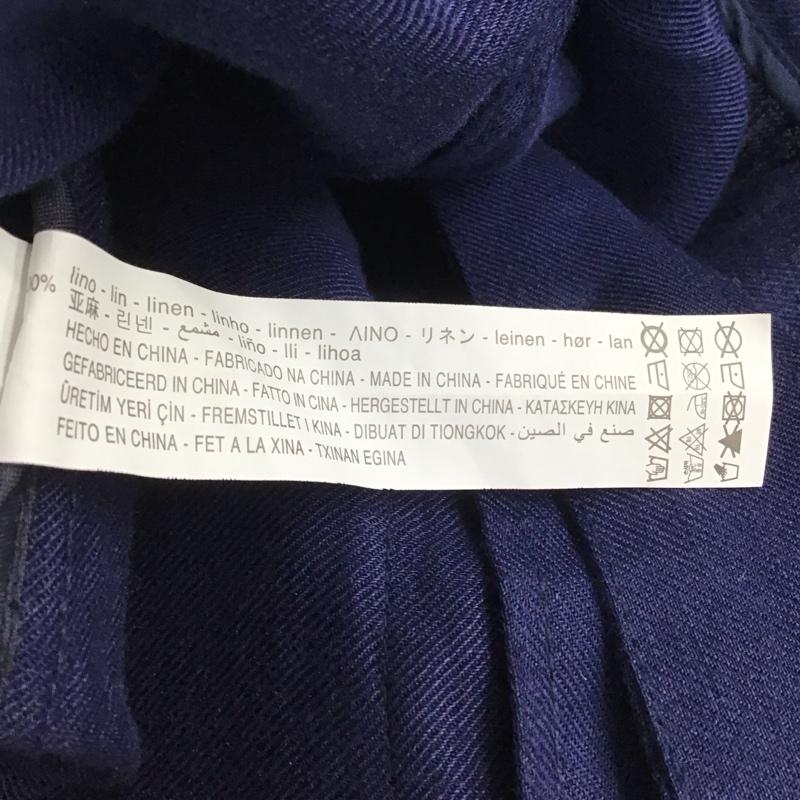 00% lino - lin - linen - linho - linnen - ΛINO - リネン - leinen - hør - lan
亚麻 - 린넨 - مشمع - liño - lli - lihoa
HECHO EN CHINA - FABRICADO NA CHINA - MADE IN CHINA - FABRIQUÉ EN CHINE
GEFABRICEERD IN CHINA - FATTO IN CINA - HERGESTELLT IN CHINA - ΚΑΤΑΣΚΕΥΗ ΚΙΝΑ
ÛRETİM YERİ ÇİN - FREMSTILLET I KINA - DIBUAT DI TIONGKOK - صنع في الصين
FEITO EN CHINA - FET A LA XINA - TXINAN EGINA